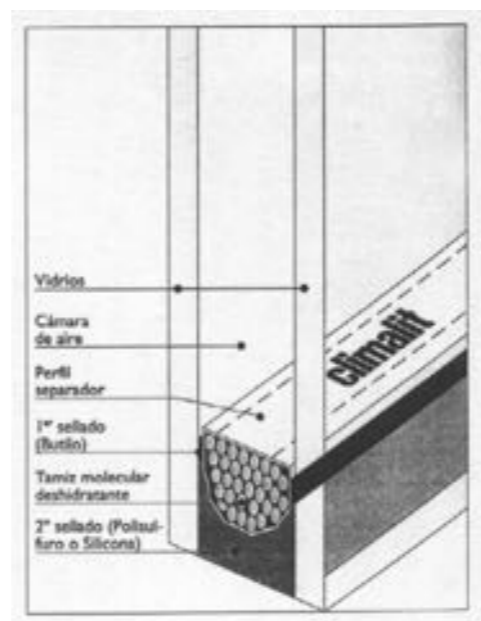 Vidrios
Cámara
de aire
Perfil
separador
1er sellado
(Butilo)
Tamiz molecular
deshidratante
2º sellado (Polisul-
furo o Silicona)
climalit